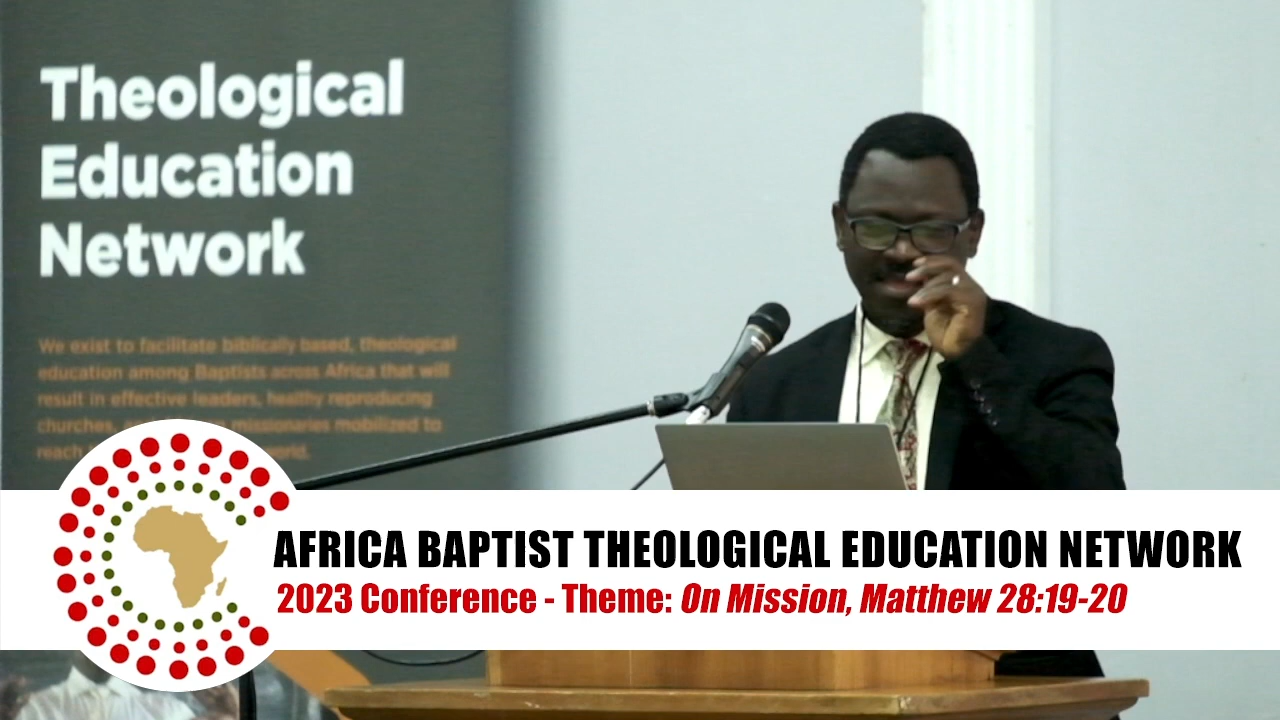 Theological
Education
Network
We exist to facilitate biblically based, theological
education among Baptists across Africa that will
result in effective leaders, healthy reproducing
churches, missionaries mobilized to
reach
AFRICA BAPTIST THEOLOGICAL EDUCATION NETWORK
2023 Conference - Theme: On Mission, Matthew 28:19-20